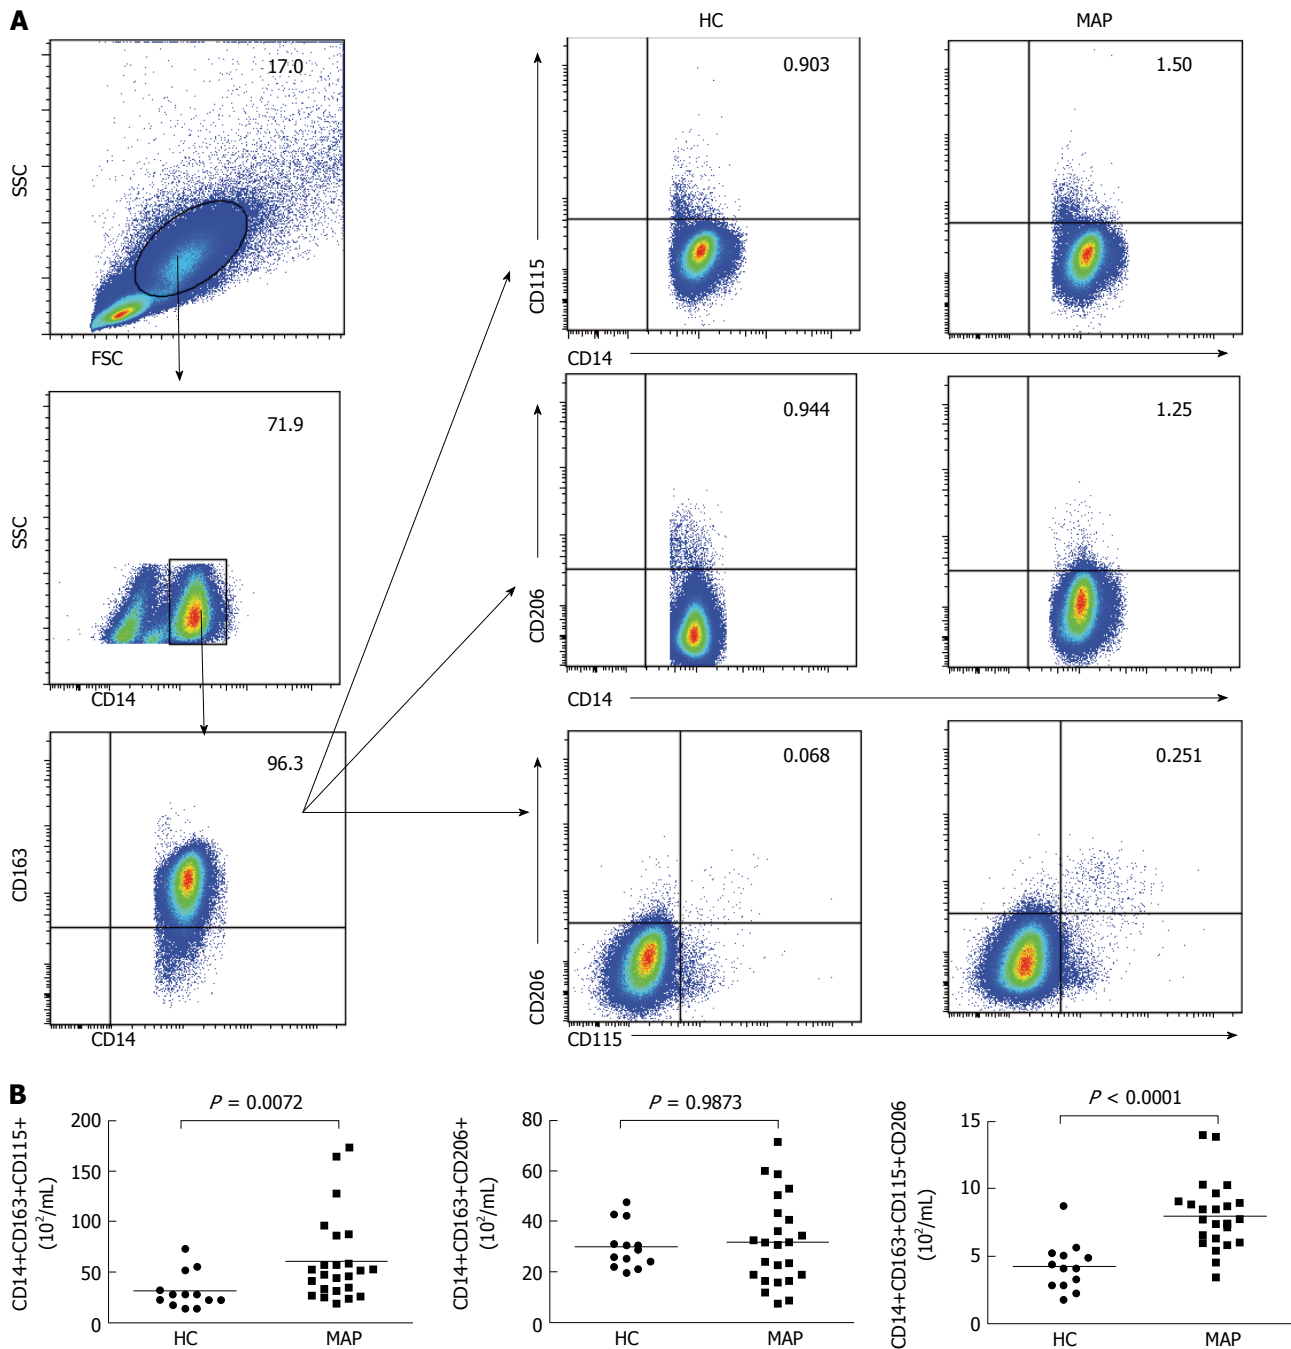 A
HC
MAP
17.0
SSC
FSC
0.903
1.50
CD115
CD14
71.9
SSC
CD14
0.944
1.25
CD206
CD14
96.3
CD163
CD14
0.068
0.251
CD206
CD115
B
P = 0.0072
CD14+CD163+CD115+
(10²/mL)
200
150
100
50
0
HC
MAP
P = 0.9873
CD14+CD163+CD206+
(10²/mL)
80
60
40
20
0
HC
MAP
P < 0.0001
CD14+CD163+CD115+CD206
(10²/mL)
15
10
5
0
HC
MAP